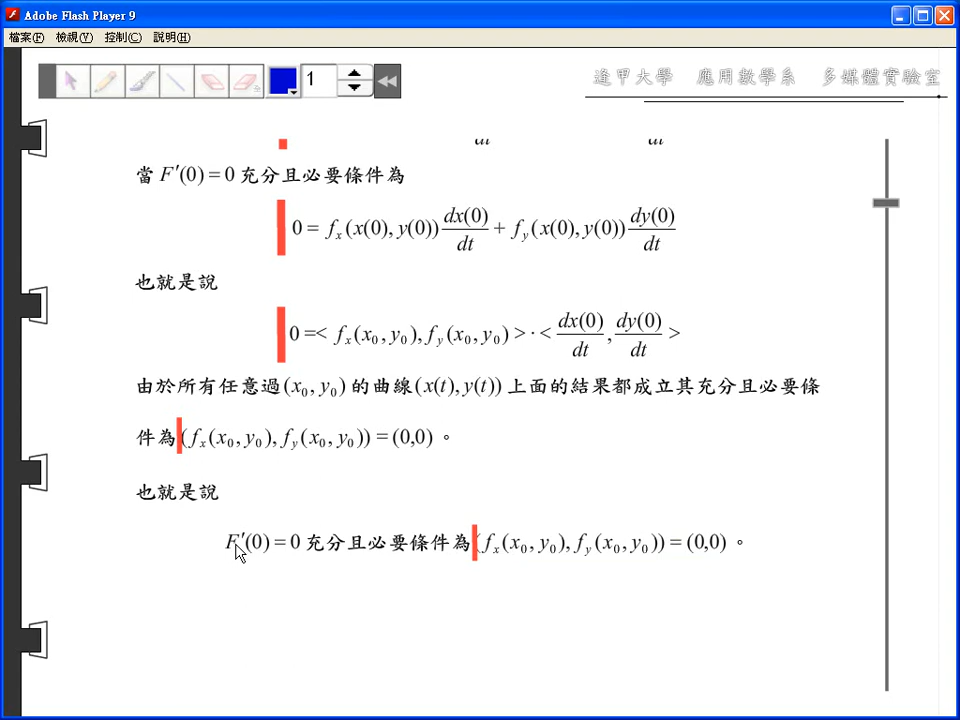 Adobe Flash Player 9
檔案(F) 檢視(V) 控制(C) 說明(H)
1
逢甲大學 應用數學系 多媒體實驗室
當 F′(0) = 0 充分且必要條件為
0 = f_x(x(0), y(0)) dx(0)/dt + f_y(x(0), y(0)) dy(0)/dt
也就是說
0 =< f_x(x_0, y_0), f_y(x_0, y_0) > · < dx(0)/dt, dy(0)/dt >
由於所有任意過(x_0, y_0)的曲線(x(t), y(t))上面的結果都成立其充分且必要條
件為(f_x(x_0, y_0), f_y(x_0, y_0)) = (0,0)。
也就是說
F′(0) = 0 充分且必要條件為(f_x(x_0, y_0), f_y(x_0, y_0)) = (0,0)。